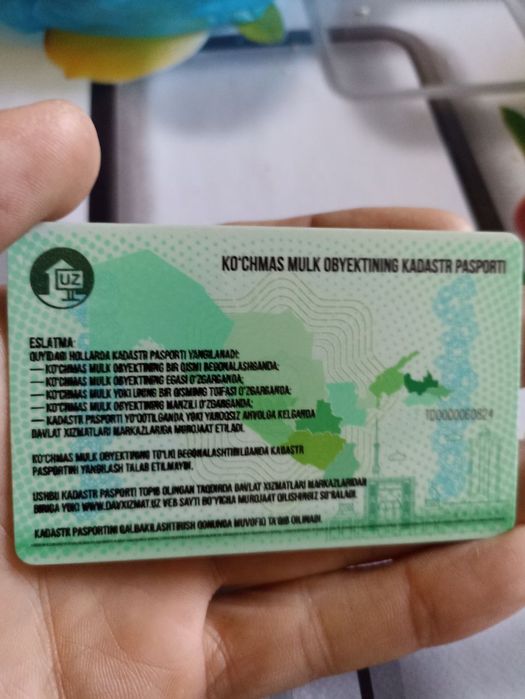 KO‘CHMAS MULK OBYEKTINING KADASTR PASPORTI
UZ
ESLATMA:
QUYIDAGI HOLLARDA KADASTR PASPORTI YANGILANADI:
— KO‘CHMAS MULK OBYEKTINING BIR QISMI BEGONALASHGANDA;
— KO‘CHMAS MULK OBYEKTINING EGASI O‘ZGARGANDA;
— KO‘CHMAS MULK YOKI UNING BIR QISMINING TOIFASI O‘ZGARGANDA;
— KO‘CHMAS MULK OBYEKTINING MANZILI O‘ZGARGANDA;
— KADASTR PASPORTI YO‘QOTILGANDA YOKI YAROQSIZ AHVOLGA KELGANDA
DAVLAT XIZMATLARI MARKAZLARIGA MUROJAAT ETILADI.
KO‘CHMAS MULK OBYEKTINING TO‘LIQ BEGONALASHTIRILGANDA KADASTR
PASPORTINI YANGILASH TALAB ETILMAYDI.
USHBU KADASTR PASPORTI TOPIB OLINGAN TAQDIRDA DAVLAT XIZMATLARI MARKAZLARIDAN
BIRIGA YOKI WWW.DAVXIZMAT.UZ VEB SAYTI BO‘YICHA MUROJAAT QILISHINGIZ SO‘RALADI.
KADASTR PASPORTINI QALBAKILASHTIRISH QONUNGA MUVOFIQ TA’QIB QILINADI.